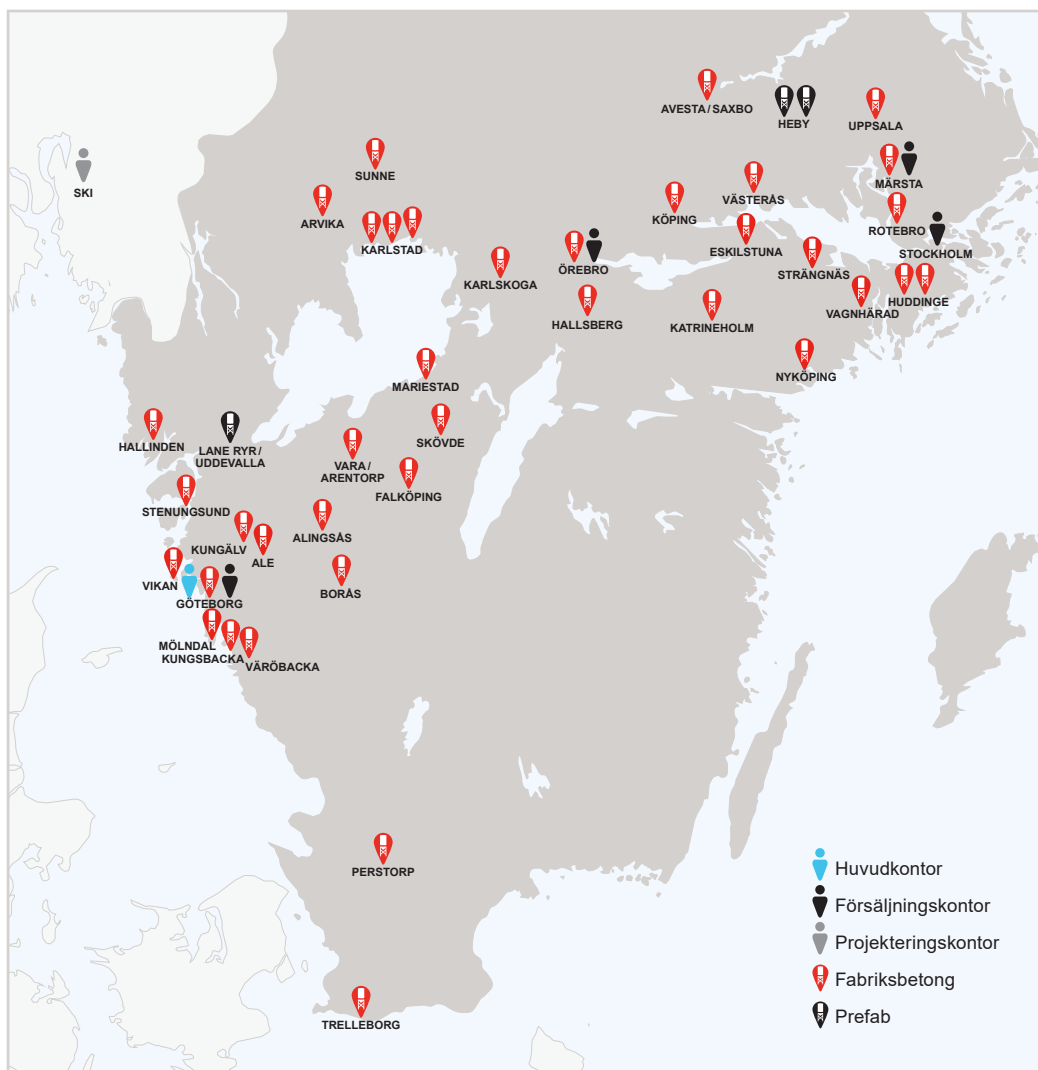 AVESTA / SAXBO
HEBY
UPPSALA
SKI
SUNNE
MÄRSTA
ARVIKA
KÖPING
VÄSTERÅS
ROTEBRO
KARLSTAD
ESKILSTUNA
STOCKHOLM
KARLSKOGA
ÖREBRO
STRÄNGNÄS
HALLSBERG
KATRINEHOLM
VAGNHÄRAD
HUDDINGE
NYKÖPING
MARIESTAD
HALLINDEN
LANE RYR /
UDDEVALLA
SKÖVDE
VARA /
ARENTORP
FALKÖPING
STENUNGSUND
ALINGSÅS
KUNGÄLV
ALE
VIKAN
BORÅS
GÖTEBORG
MÖLNDAL
KUNGSBACKA
VÄRÖBACKA
PERSTORP
TRELLEBORG
Huvudkontor
Försäljningskontor
Projekteringskontor
Fabriksbetong
Prefab